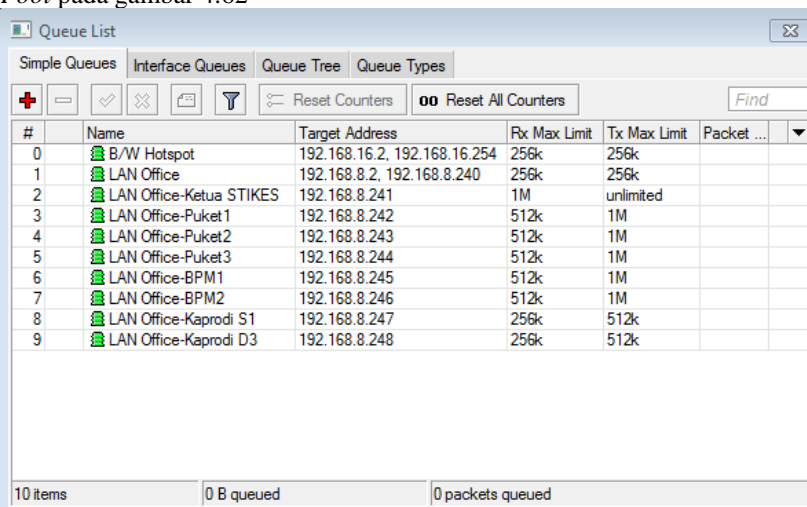 pada gambar 4.62
Queue List
Simple Queues Interface Queues Queue Tree Queue Types
Reset Counters 00 Reset All Counters Find
# Name Target Address Rx Max Limit Tx Max Limit Packet ...
0 B/W Hotspot 192.168.16.2, 192.168.16.254 256k 256k
1 LAN Office 192.168.8.2, 192.168.8.240 256k 256k
2 LAN Office-Ketua STIKES 192.168.8.241 1M unlimited
3 LAN Office-Puket1 192.168.8.242 512k 1M
4 LAN Office-Puket2 192.168.8.243 512k 1M
5 LAN Office-Puket3 192.168.8.244 512k 1M
6 LAN Office-BPM1 192.168.8.245 512k 1M
7 LAN Office-BPM2 192.168.8.246 512k 1M
8 LAN Office-Kaprodi S1 192.168.8.247 256k 512k
9 LAN Office-Kaprodi D3 192.168.8.248 256k 512k
10 items 0 B queued 0 packets queued